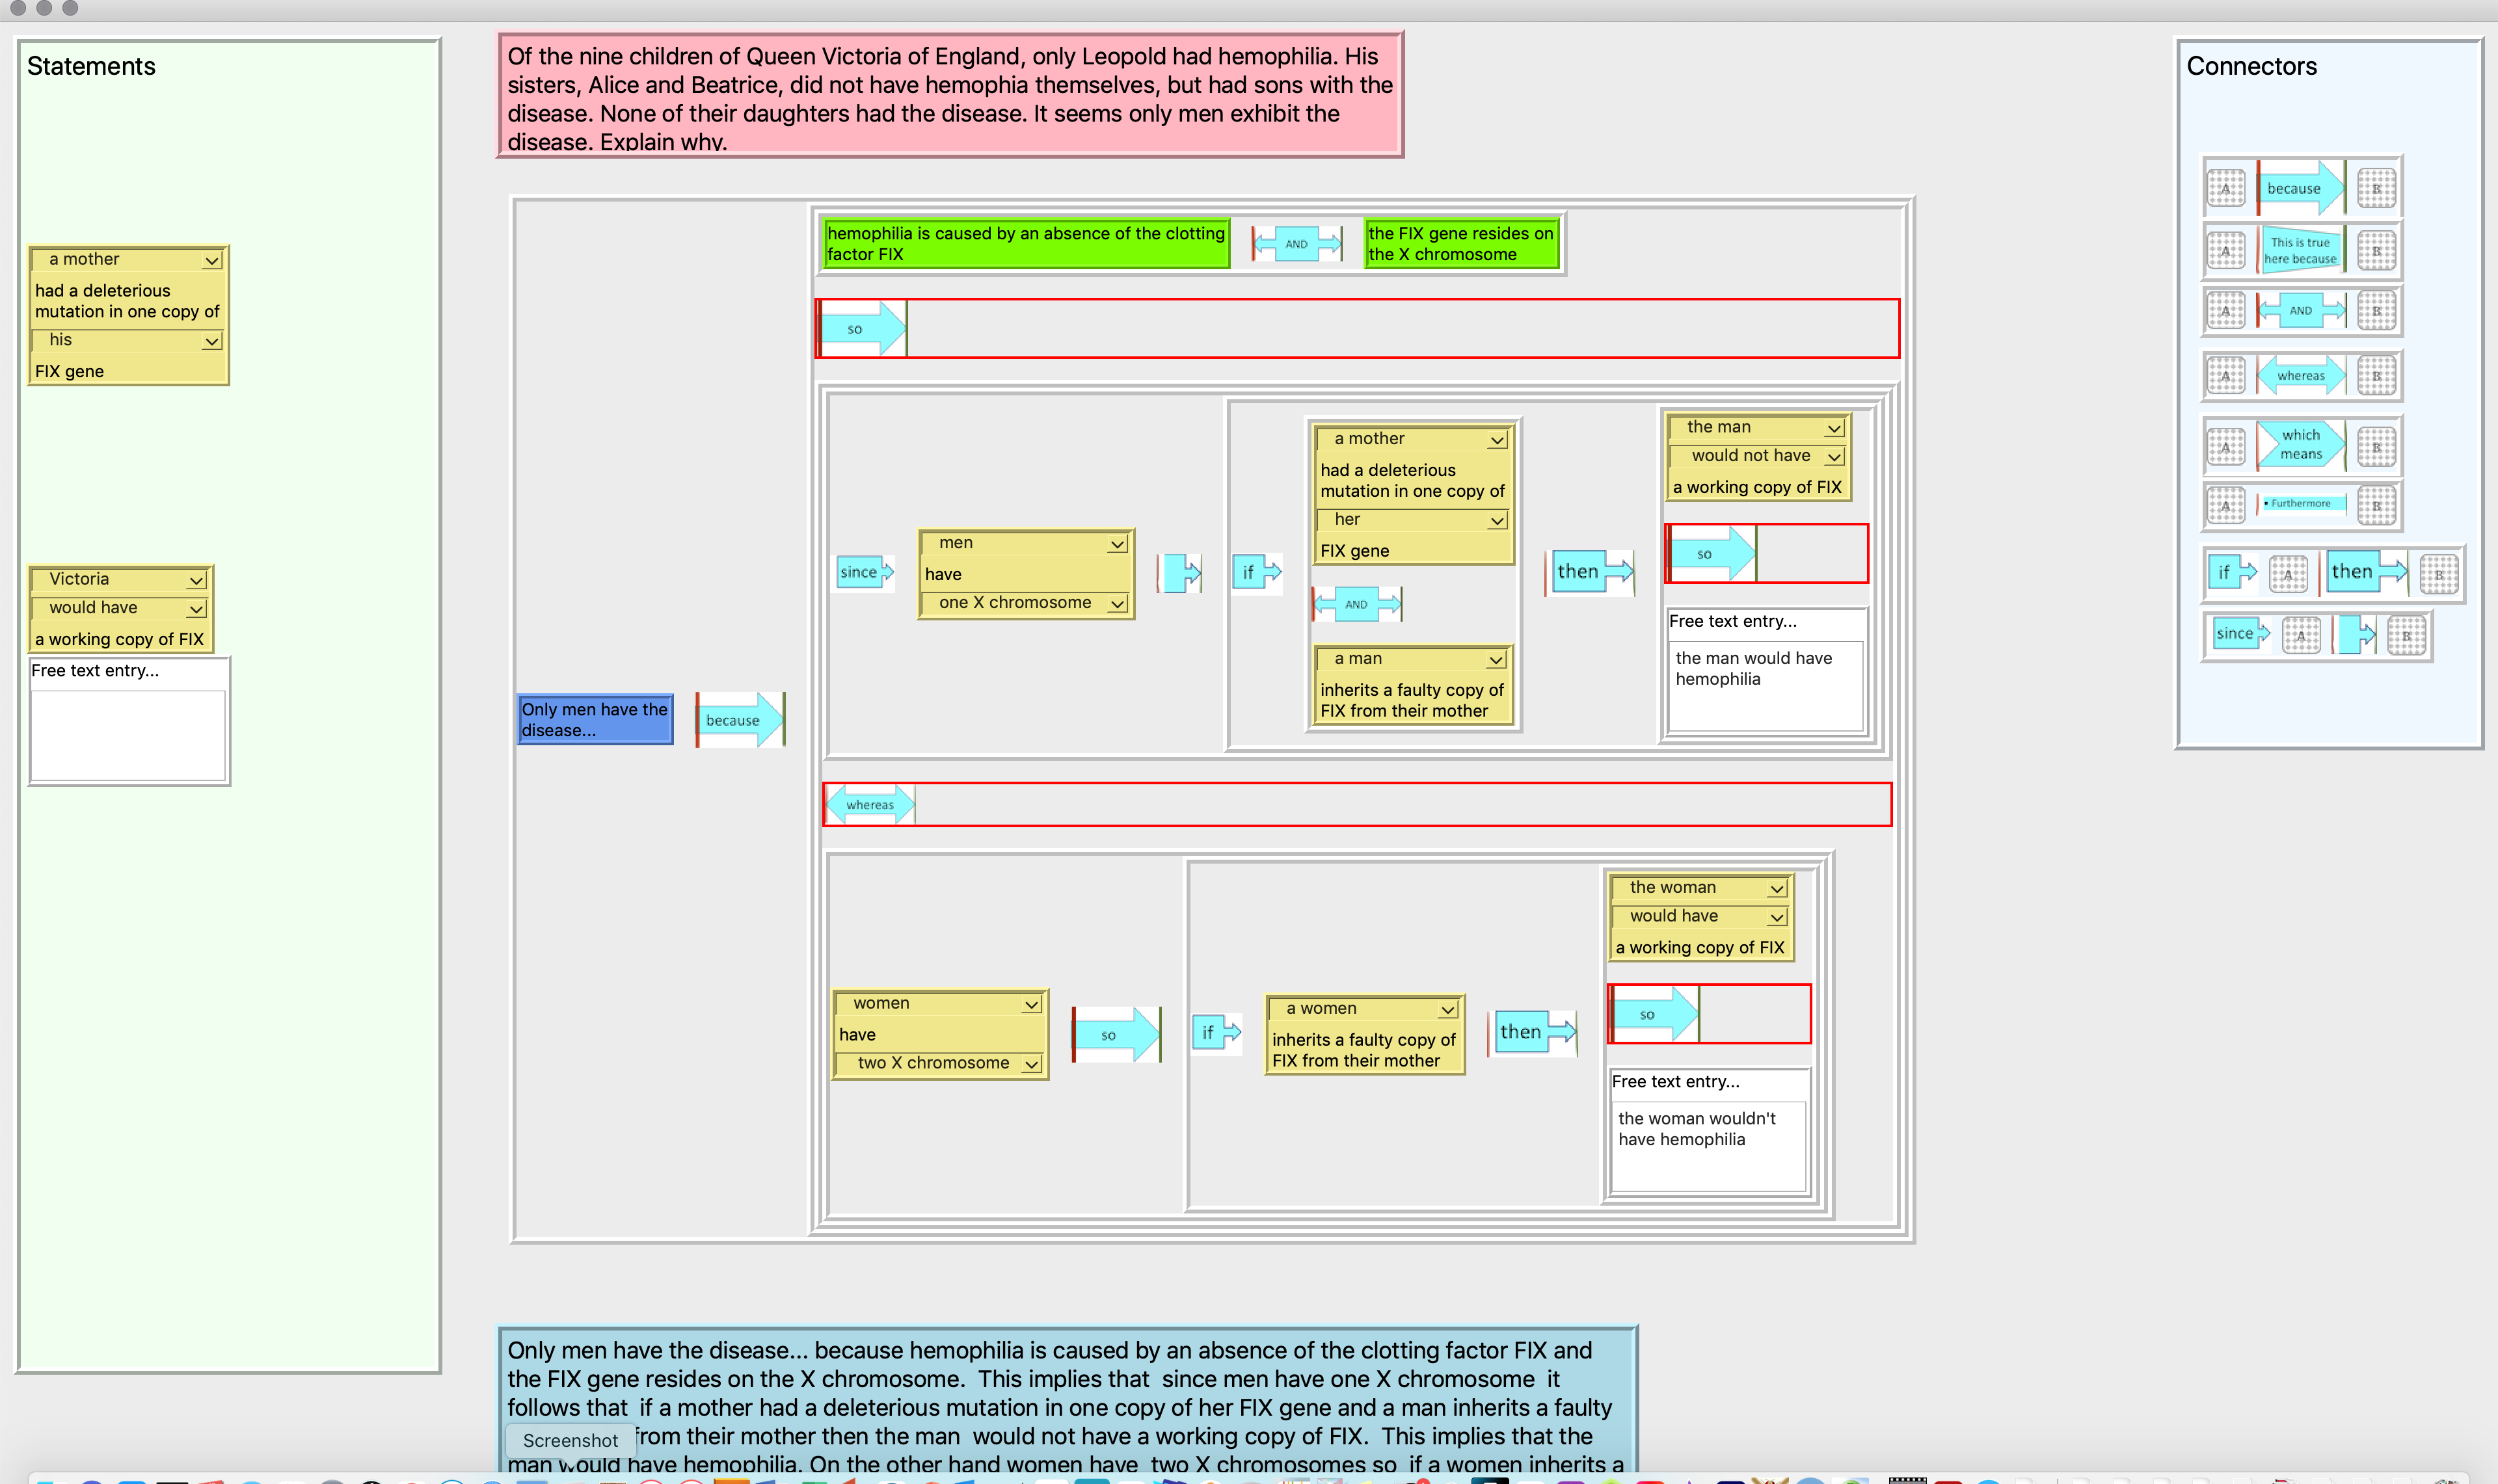 Statements
a mother
had a deleterious
mutation in one copy of
his
FIX gene
Victoria
would have
a working copy of FIX
Free text entry...
Of the nine children of Queen Victoria of England, only Leopold had hemophilia. His
sisters, Alice and Beatrice, did not have hemophia themselves, but had sons with the
disease. None of their daughters had the disease. It seems only men exhibit the
disease. Explain why.
Only men have the
disease...
because
hemophilia is caused by an absence of the clotting
factor FIX
AND
the FIX gene resides on
the X chromosome
so
since
men
have
one X chromosome
if
a mother
had a deleterious
mutation in one copy of
her
FIX gene
AND
a man
inherits a faulty copy of
FIX from their mother
then
the man
would not have
a working copy of FIX
so
Free text entry...
the man would have
hemophilia
whereas
women
have
two X chromosome
so
if
a women
inherits a faulty copy of
FIX from their mother
then
the woman
would have
a working copy of FIX
so
Free text entry...
the woman wouldn't
have hemophilia
Only men have the disease... because hemophilia is caused by an absence of the clotting factor FIX and
the FIX gene resides on the X chromosome.  This implies that  since men have one X chromosome  it
follows that  if a mother had a deleterious mutation in one copy of her FIX gene and a man inherits a faulty
from their mother then the man  would not have a working copy of FIX.  This implies that the
man would have hemophilia. On the other hand women have  two X chromosomes so  if a women inherits a
Screenshot
Connectors
A because B
A This is true
here because B
A AND B
A whereas B
A which
means B
A • Furthermore B
if A then B
since A B